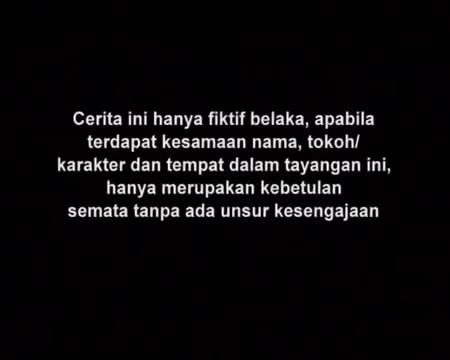 Cerita ini hanya fiktif belaka, apabila
terdapat kesamaan nama, tokoh/
karakter dan tempat dalam tayangan ini,
hanya merupakan kebetulan
semata tanpa ada unsur kesengajaan